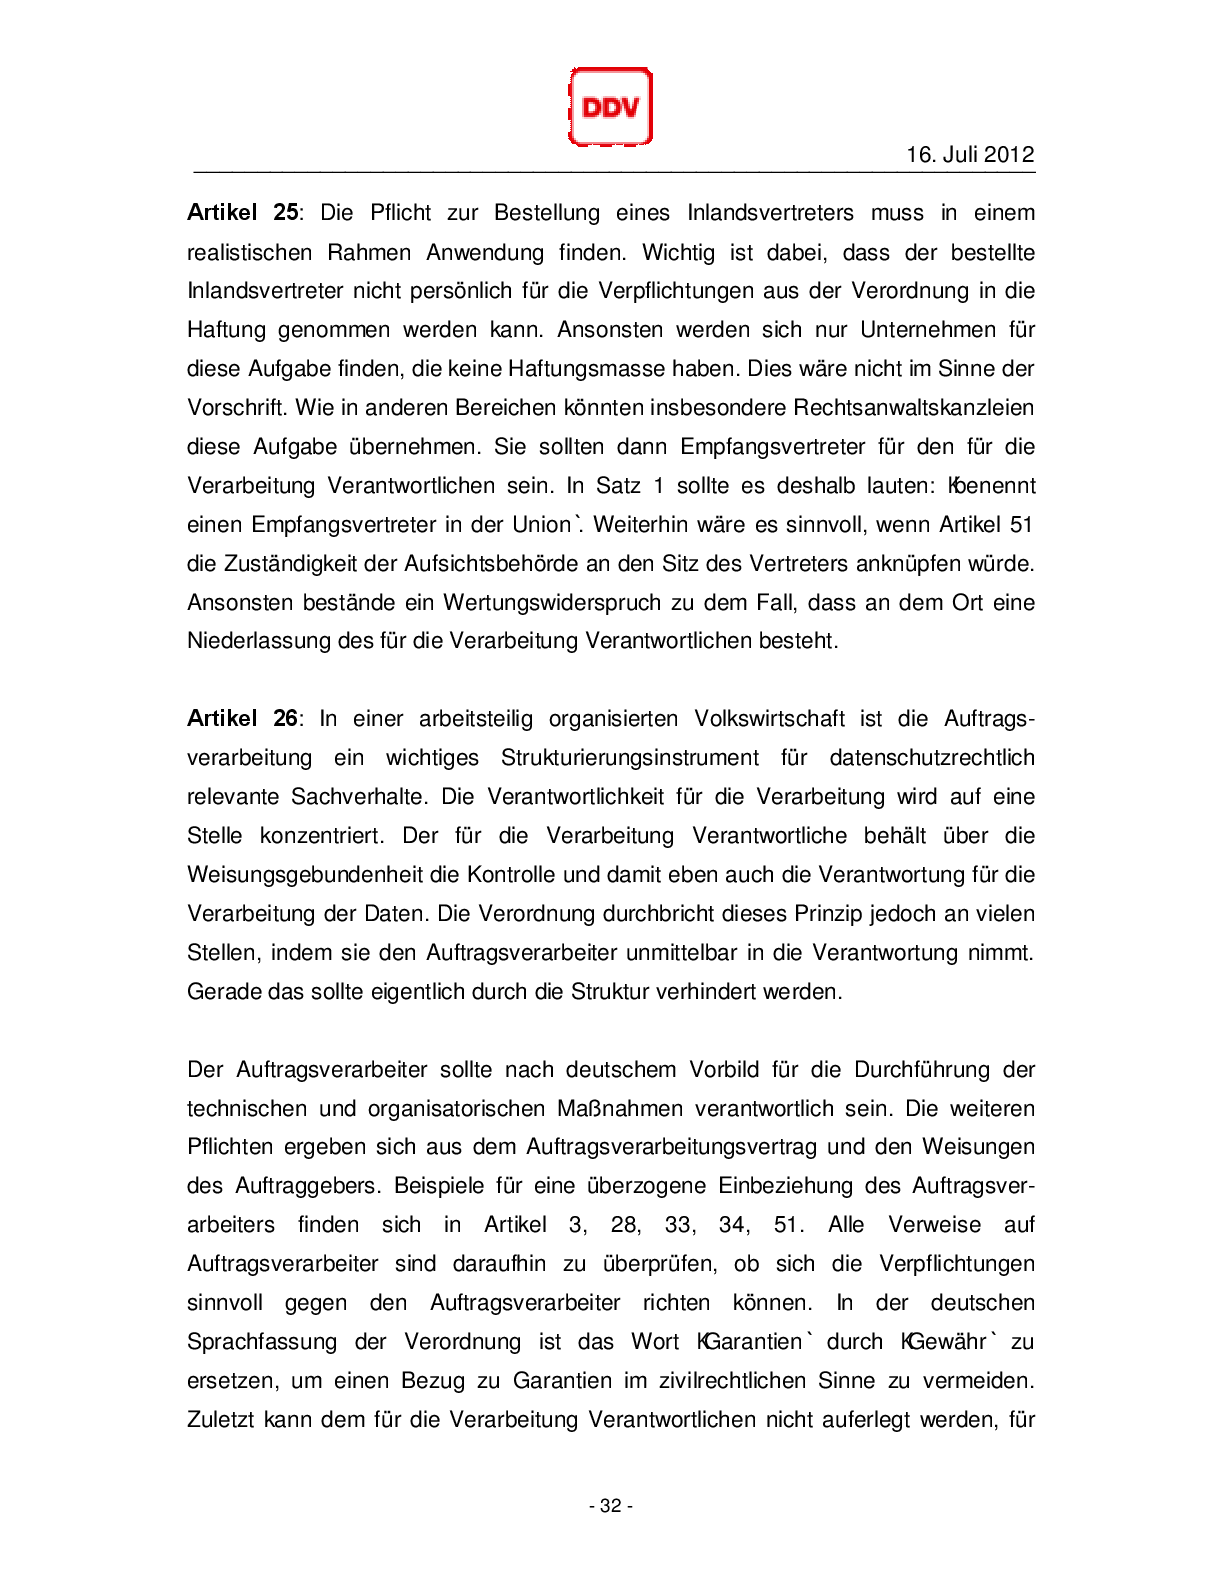 DDV
16. Juli 2012
Artikel 25: Die Pflicht zur Bestellung eines Inlandsvertreters muss in einem
realistischen Rahmen Anwendung finden. Wichtig ist dabei, dass der bestellte
Inlandsvertreter nicht persönlich für die Verpflichtungen aus der Verordnung in die
Haftung genommen werden kann. Ansonsten werden sich nur Unternehmen für
diese Aufgabe finden, die keine Haftungsmasse haben. Dies wäre nicht im Sinne der
Vorschrift. Wie in anderen Bereichen könnten insbesondere Rechtsanwaltskanzleien
diese Aufgabe übernehmen. Sie sollten dann Empfangsvertreter für den für die
Verarbeitung Verantwortlichen sein. In Satz 1 sollte es deshalb lauten: Kbenennt
einen Empfangsvertreter in der Union`. Weiterhin wäre es sinnvoll, wenn Artikel 51
die Zuständigkeit der Aufsichtsbehörde an den Sitz des Vertreters anknüpfen würde.
Ansonsten bestände ein Wertungswiderspruch zu dem Fall, dass an dem Ort eine
Niederlassung des für die Verarbeitung Verantwortlichen besteht.
Artikel 26: In einer arbeitsteilig organisierten Volkswirtschaft ist die Auftrags-
verarbeitung ein wichtiges Strukturierungsinstrument für datenschutzrechtlich
relevante Sachverhalte. Die Verantwortlichkeit für die Verarbeitung wird auf eine
Stelle konzentriert. Der für die Verarbeitung Verantwortliche behält über die
Weisungsgebundenheit die Kontrolle und damit eben auch die Verantwortung für die
Verarbeitung der Daten. Die Verordnung durchbricht dieses Prinzip jedoch an vielen
Stellen, indem sie den Auftragsverarbeiter unmittelbar in die Verantwortung nimmt.
Gerade das sollte eigentlich durch die Struktur verhindert werden.
Der Auftragsverarbeiter sollte nach deutschem Vorbild für die Durchführung der
technischen und organisatorischen Maßnahmen verantwortlich sein. Die weiteren
Pflichten ergeben sich aus dem Auftragsverarbeitungsvertrag und den Weisungen
des Auftraggebers. Beispiele für eine überzogene Einbeziehung des Auftragsver-
arbeiters finden sich in Artikel 3, 28, 33, 34, 51. Alle Verweise auf
Auftragsverarbeiter sind daraufhin zu überprüfen, ob sich die Verpflichtungen
sinnvoll gegen den Auftragsverarbeiter richten können. In der deutschen
Sprachfassung der Verordnung ist das Wort KGarantien` durch KGewähr` zu
ersetzen, um einen Bezug zu Garantien im zivilrechtlichen Sinne zu vermeiden.
Zuletzt kann dem für die Verarbeitung Verantwortlichen nicht auferlegt werden, für
- 32 -